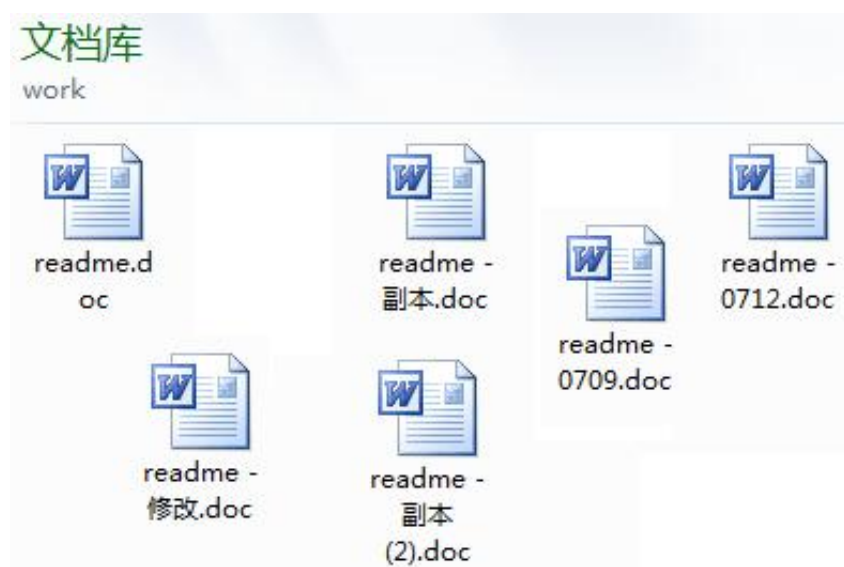 文档库
work
readme.d
oc
readme -
副本.doc
readme -
0709.doc
readme -
0712.doc
readme -
修改.doc
readme -
副本
(2).doc